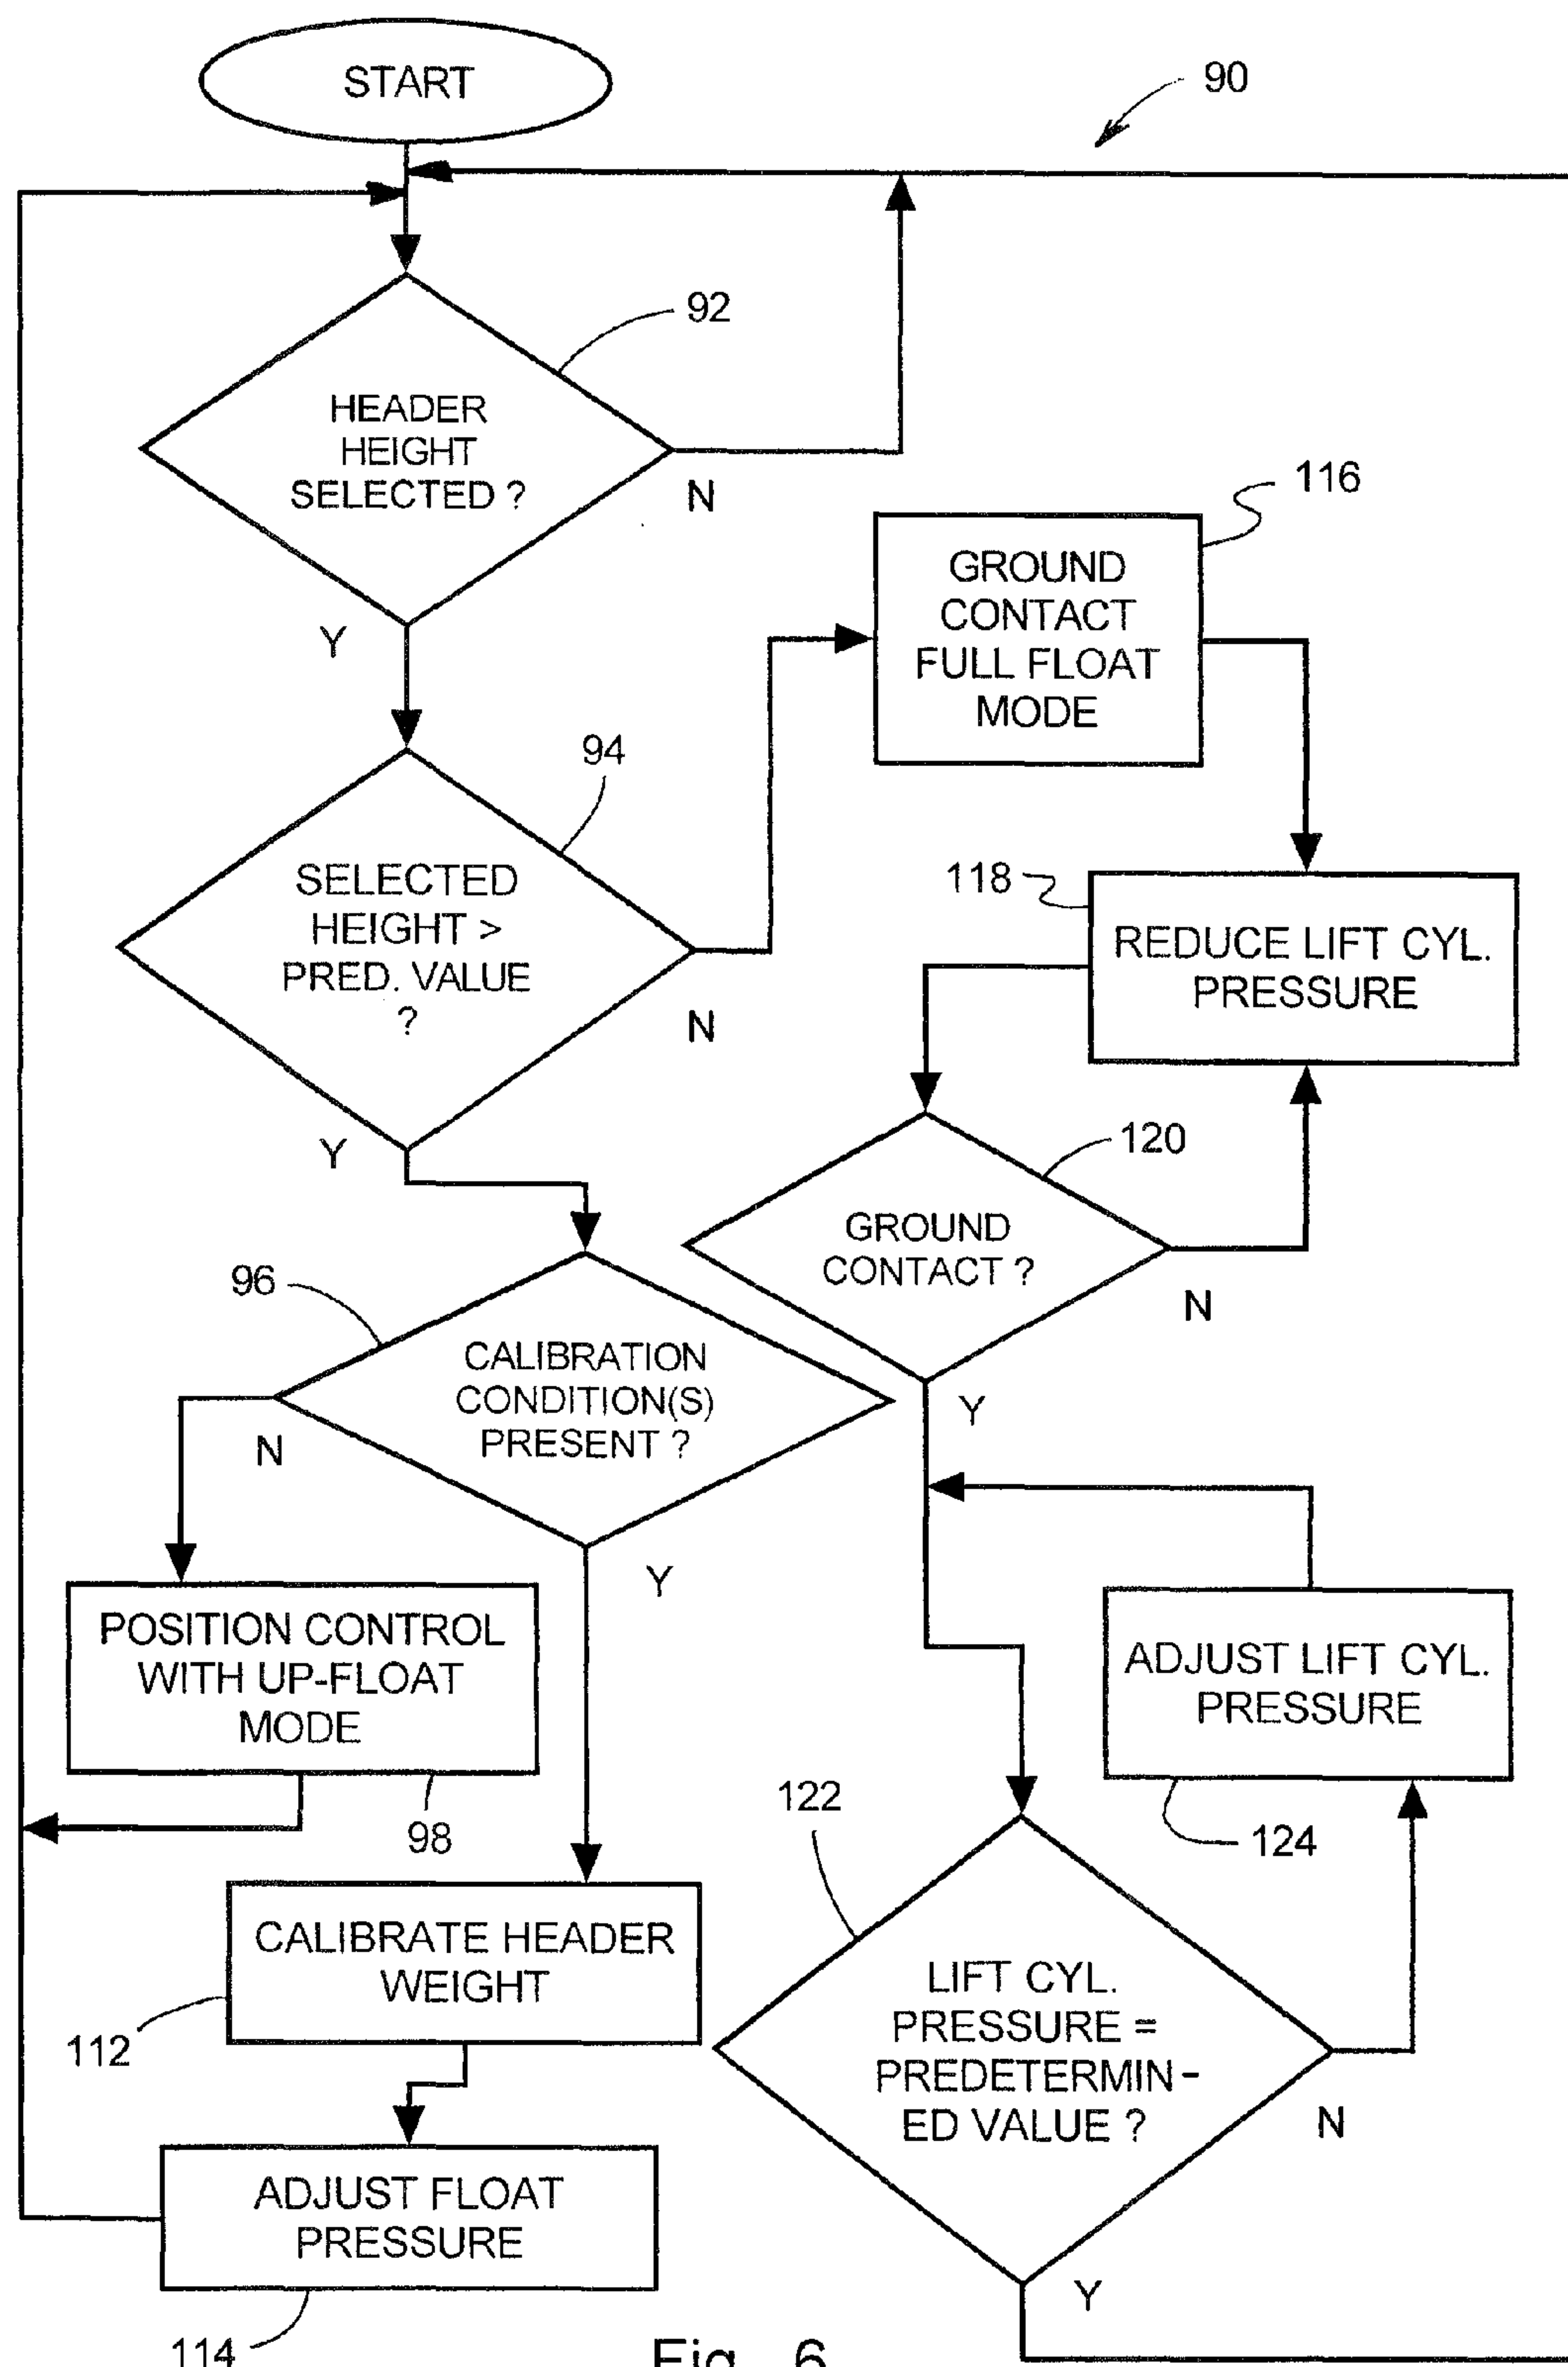 START
90
92
HEADER
HEIGHT
SELECTED ?
N
Y
116
GROUND
CONTACT
FULL FLOAT
MODE
94
SELECTED
HEIGHT >
PRED. VALUE
?
N
Y
118
REDUCE LIFT CYL.
PRESSURE
120
GROUND
CONTACT ?
N
Y
96
CALIBRATION
CONDITION(S)
PRESENT ?
N
Y
POSITION CONTROL
WITH UP-FLOAT
MODE
98
ADJUST LIFT CYL.
PRESSURE
124
122
CALIBRATE HEADER
WEIGHT
112
LIFT CYL.
PRESSURE =
PREDETERMIN-
ED VALUE ?
N
Y
ADJUST FLOAT
PRESSURE
114
Fig. 6